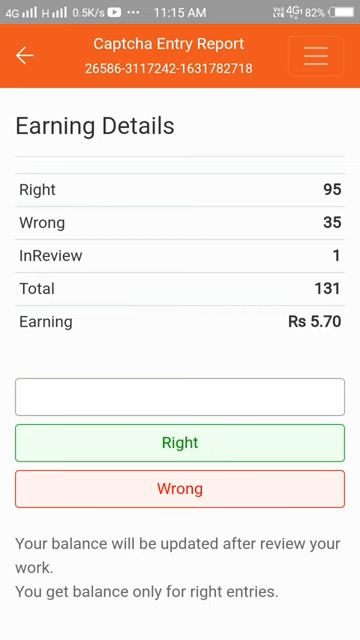 4G H 0.5K/s ... 11:15 AM VoLTE 4G 82%
Captcha Entry Report
26586-3117242-1631782718
Earning Details
Right 95
Wrong 35
InReview 1
Total 131
Earning Rs 5.70
Right
Wrong
Your balance will be updated after review your
work.
You get balance only for right entries.